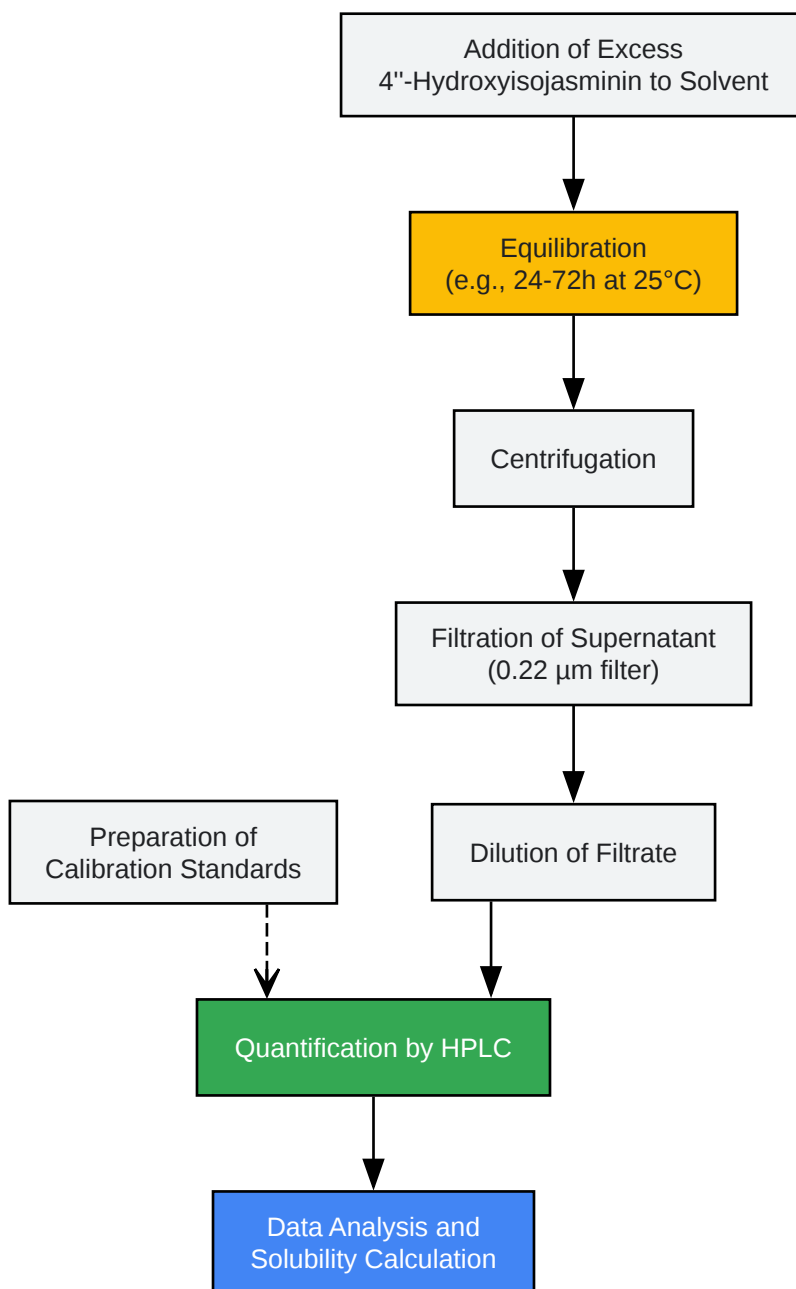 Addition of Excess
4''-Hydroxyisojasminin to Solvent
Equilibration
(e.g., 24-72h at 25°C)
Centrifugation
Filtration of Supernatant
(0.22 µm filter)
Preparation of
Calibration Standards
Dilution of Filtrate
Quantification by HPLC
Data Analysis and
Solubility Calculation